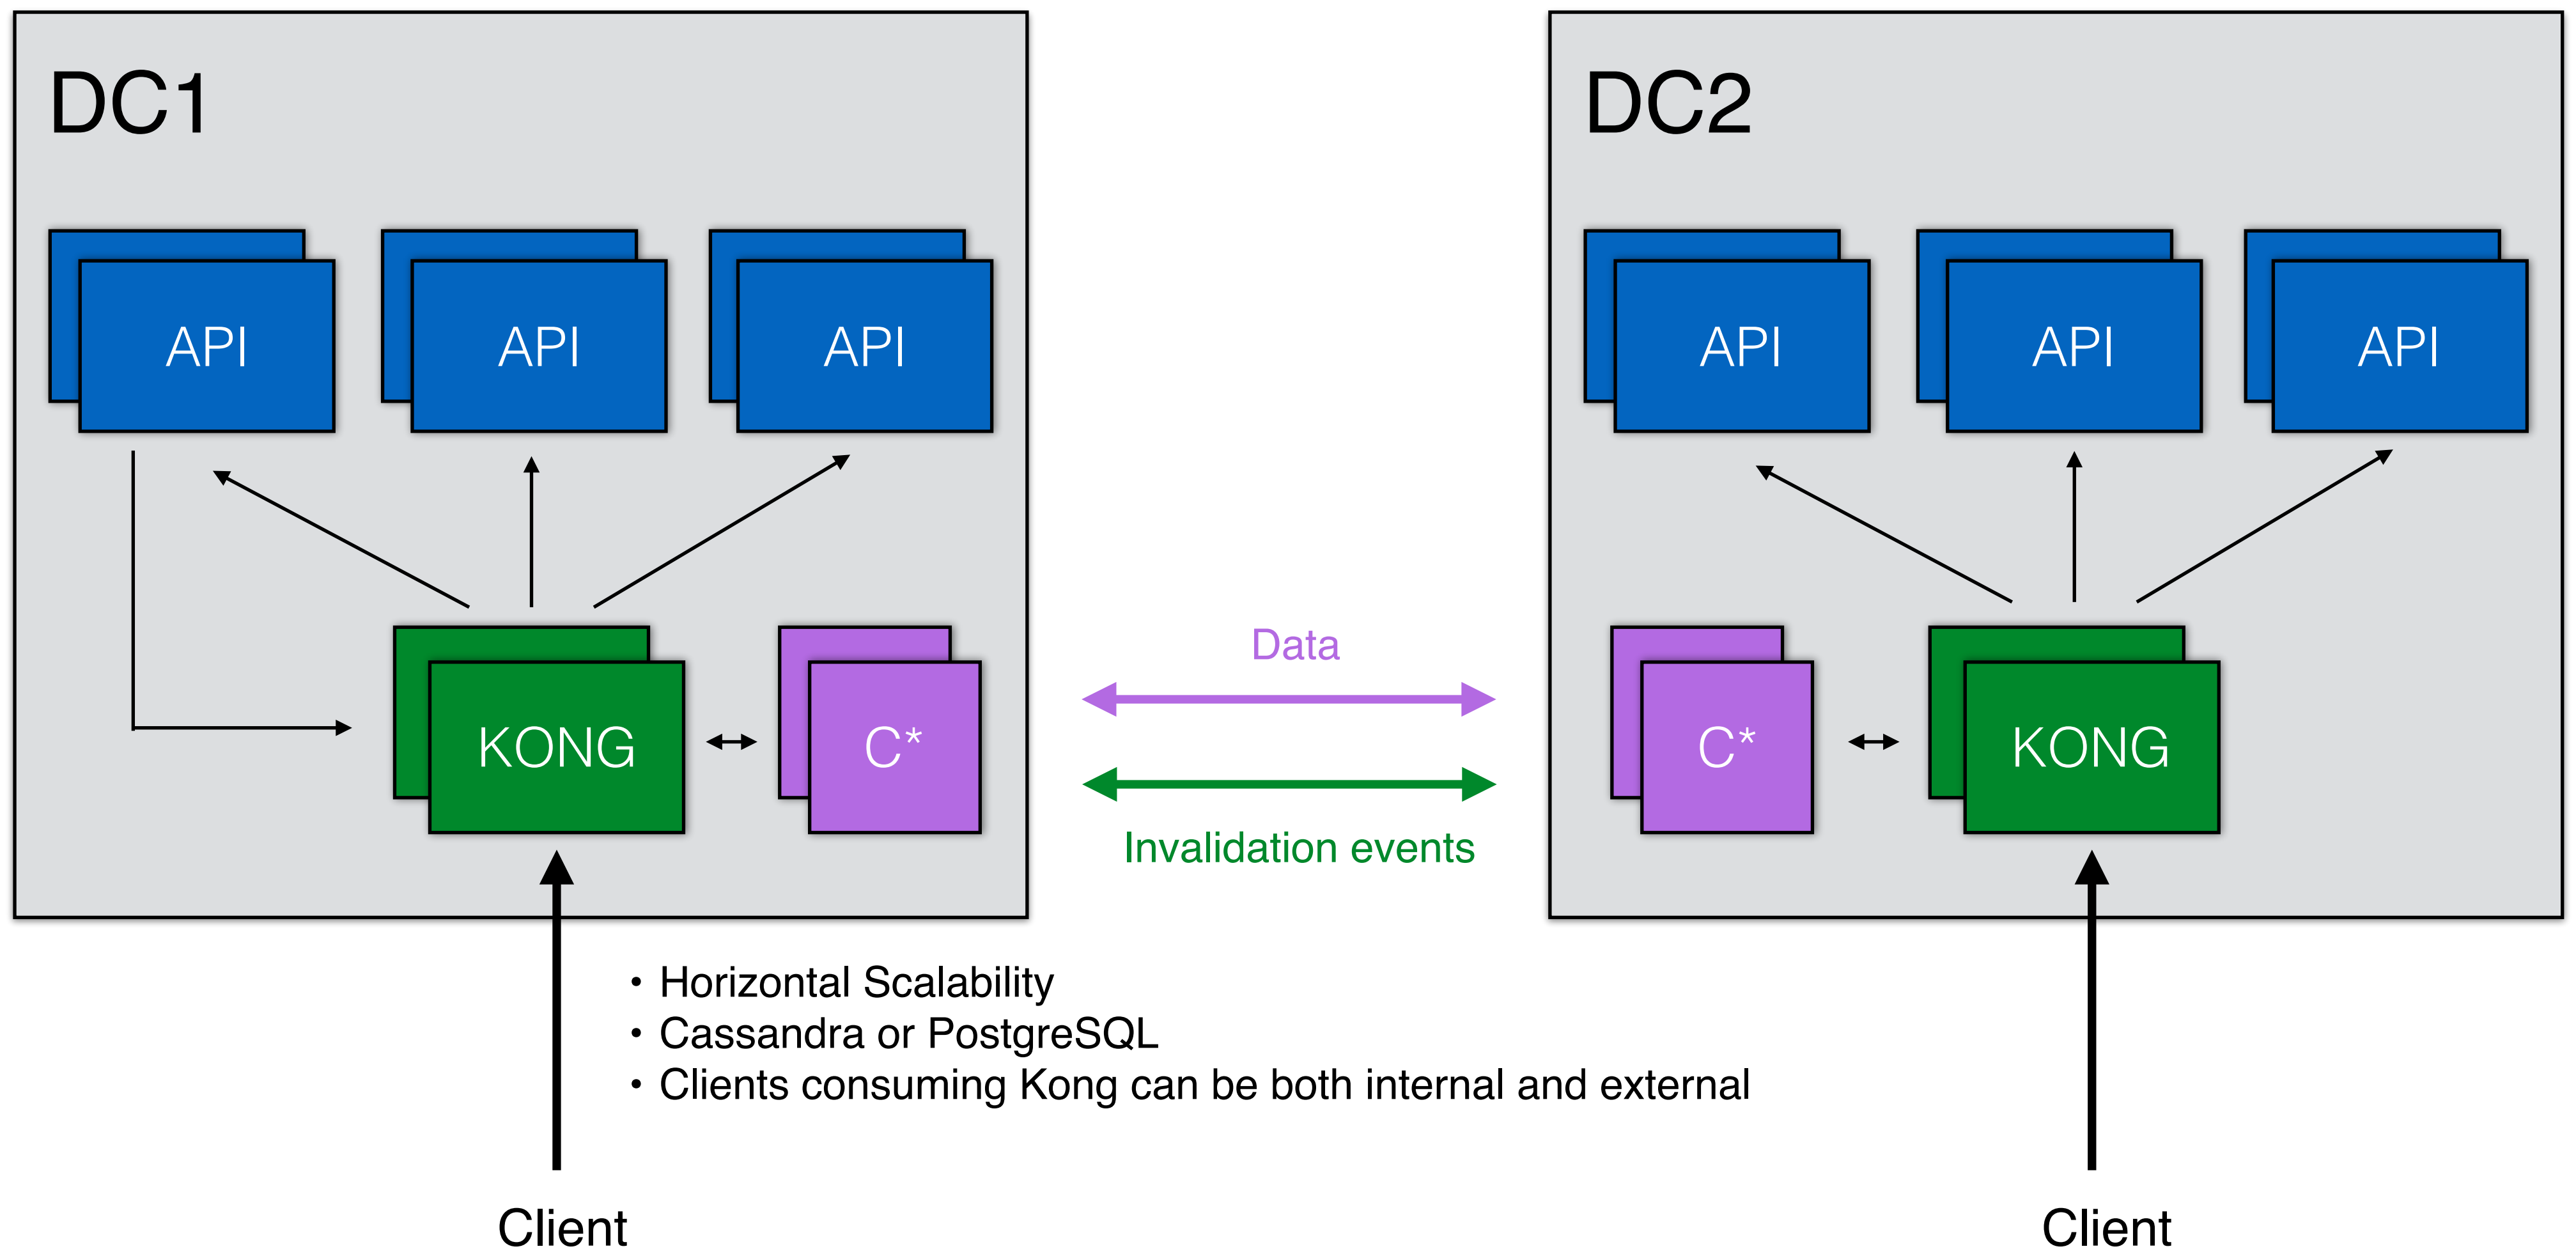 DC1
API
API
API
KONG
C*
Data
Invalidation events
DC2
API
API
API
C*
KONG
• Horizontal Scalability
• Cassandra or PostgreSQL
• Clients consuming Kong can be both internal and external
Client
Client